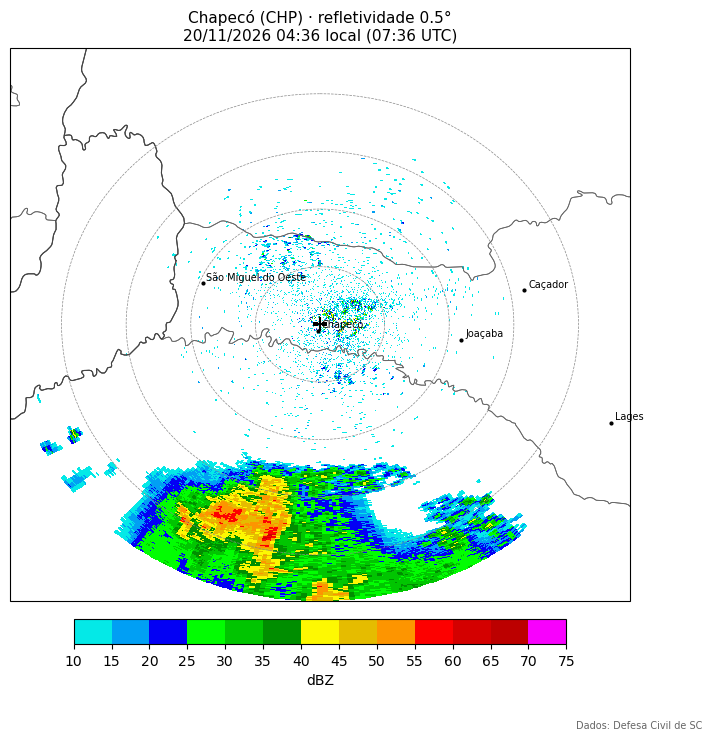 Chapecó (CHP) · refletividade 0.5°
20/11/2026 04:36 local (07:36 UTC)
São Miguel do Oeste
Caçador
Chapecó
Joaçaba
Lages
10 15 20 25 30 35 40 45 50 55 60 65 70 75
dBZ
Dados: Defesa Civil de SC